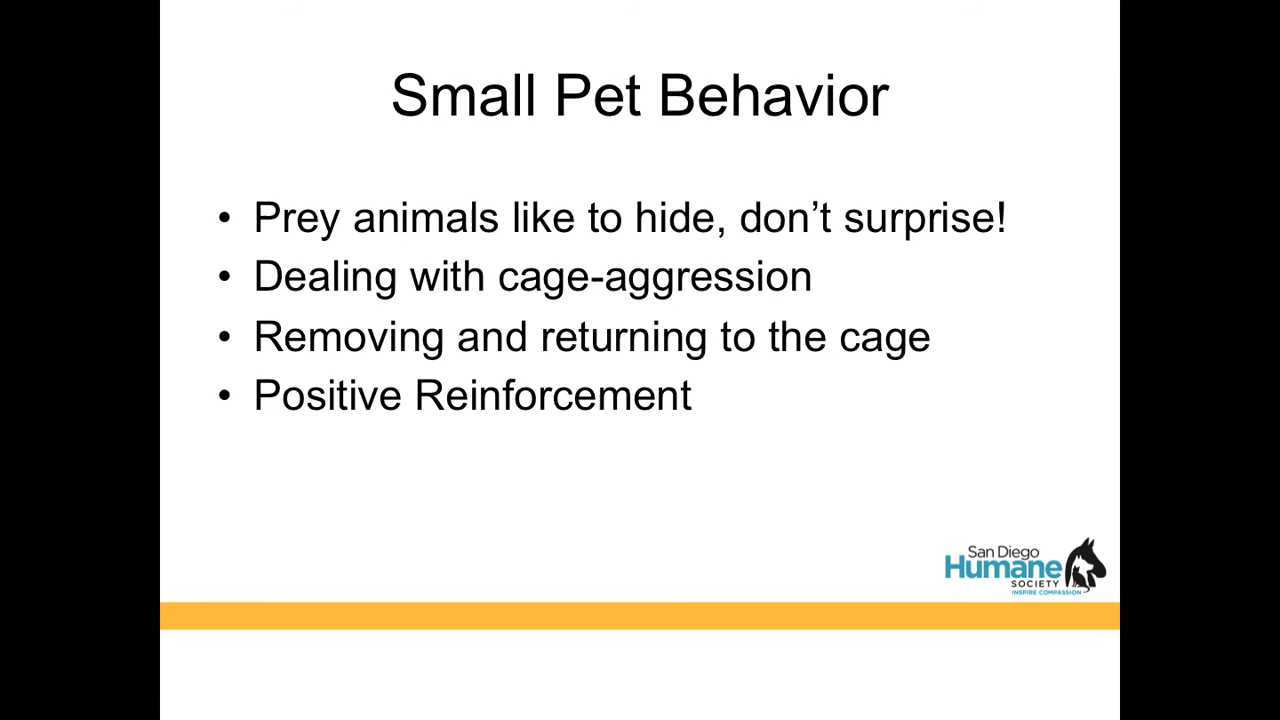 Small Pet Behavior
• Prey animals like to hide, don’t surprise!
• Dealing with cage-aggression
• Removing and returning to the cage
• Positive Reinforcement
San Diego
Humane
SOCIETY
INSPIRE COMPASSION